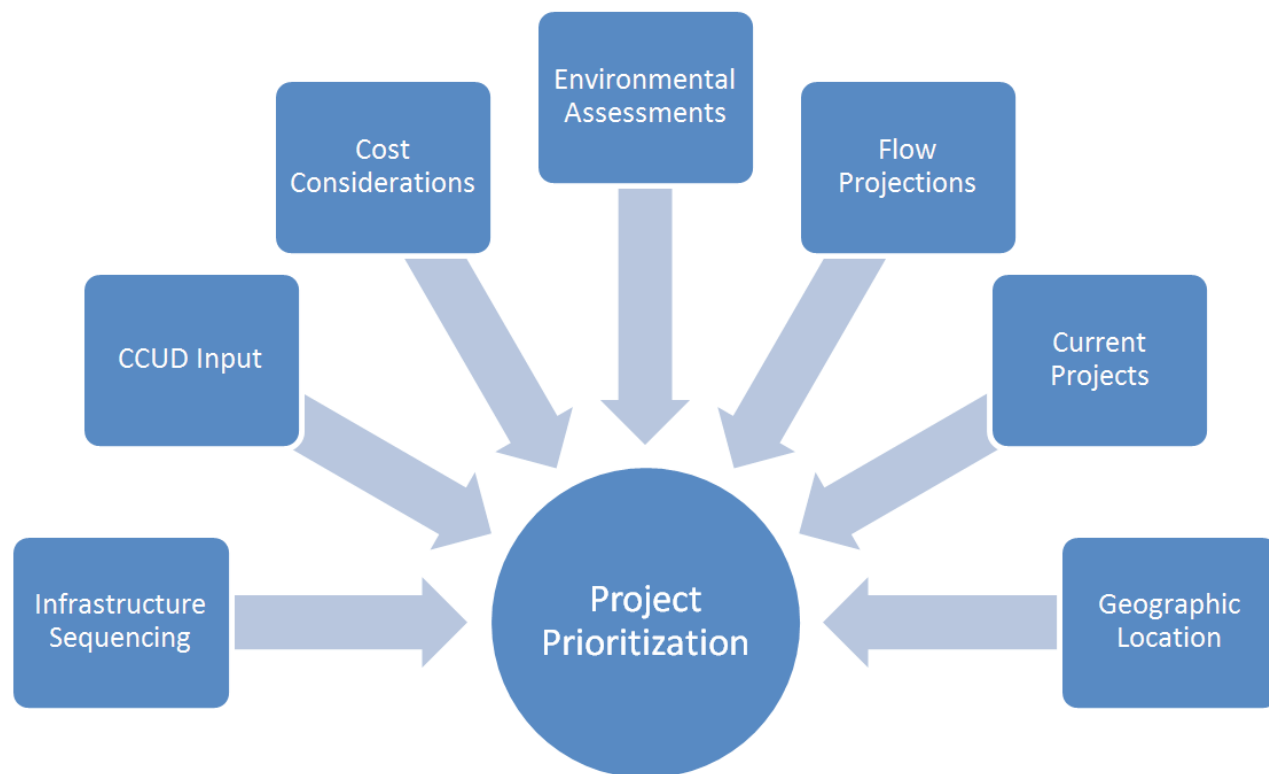 Environmental
Assessments
Cost
Considerations
Flow
Projections
CCUD Input
Current
Projects
Infrastructure
Sequencing
Project
Prioritization
Geographic
Location